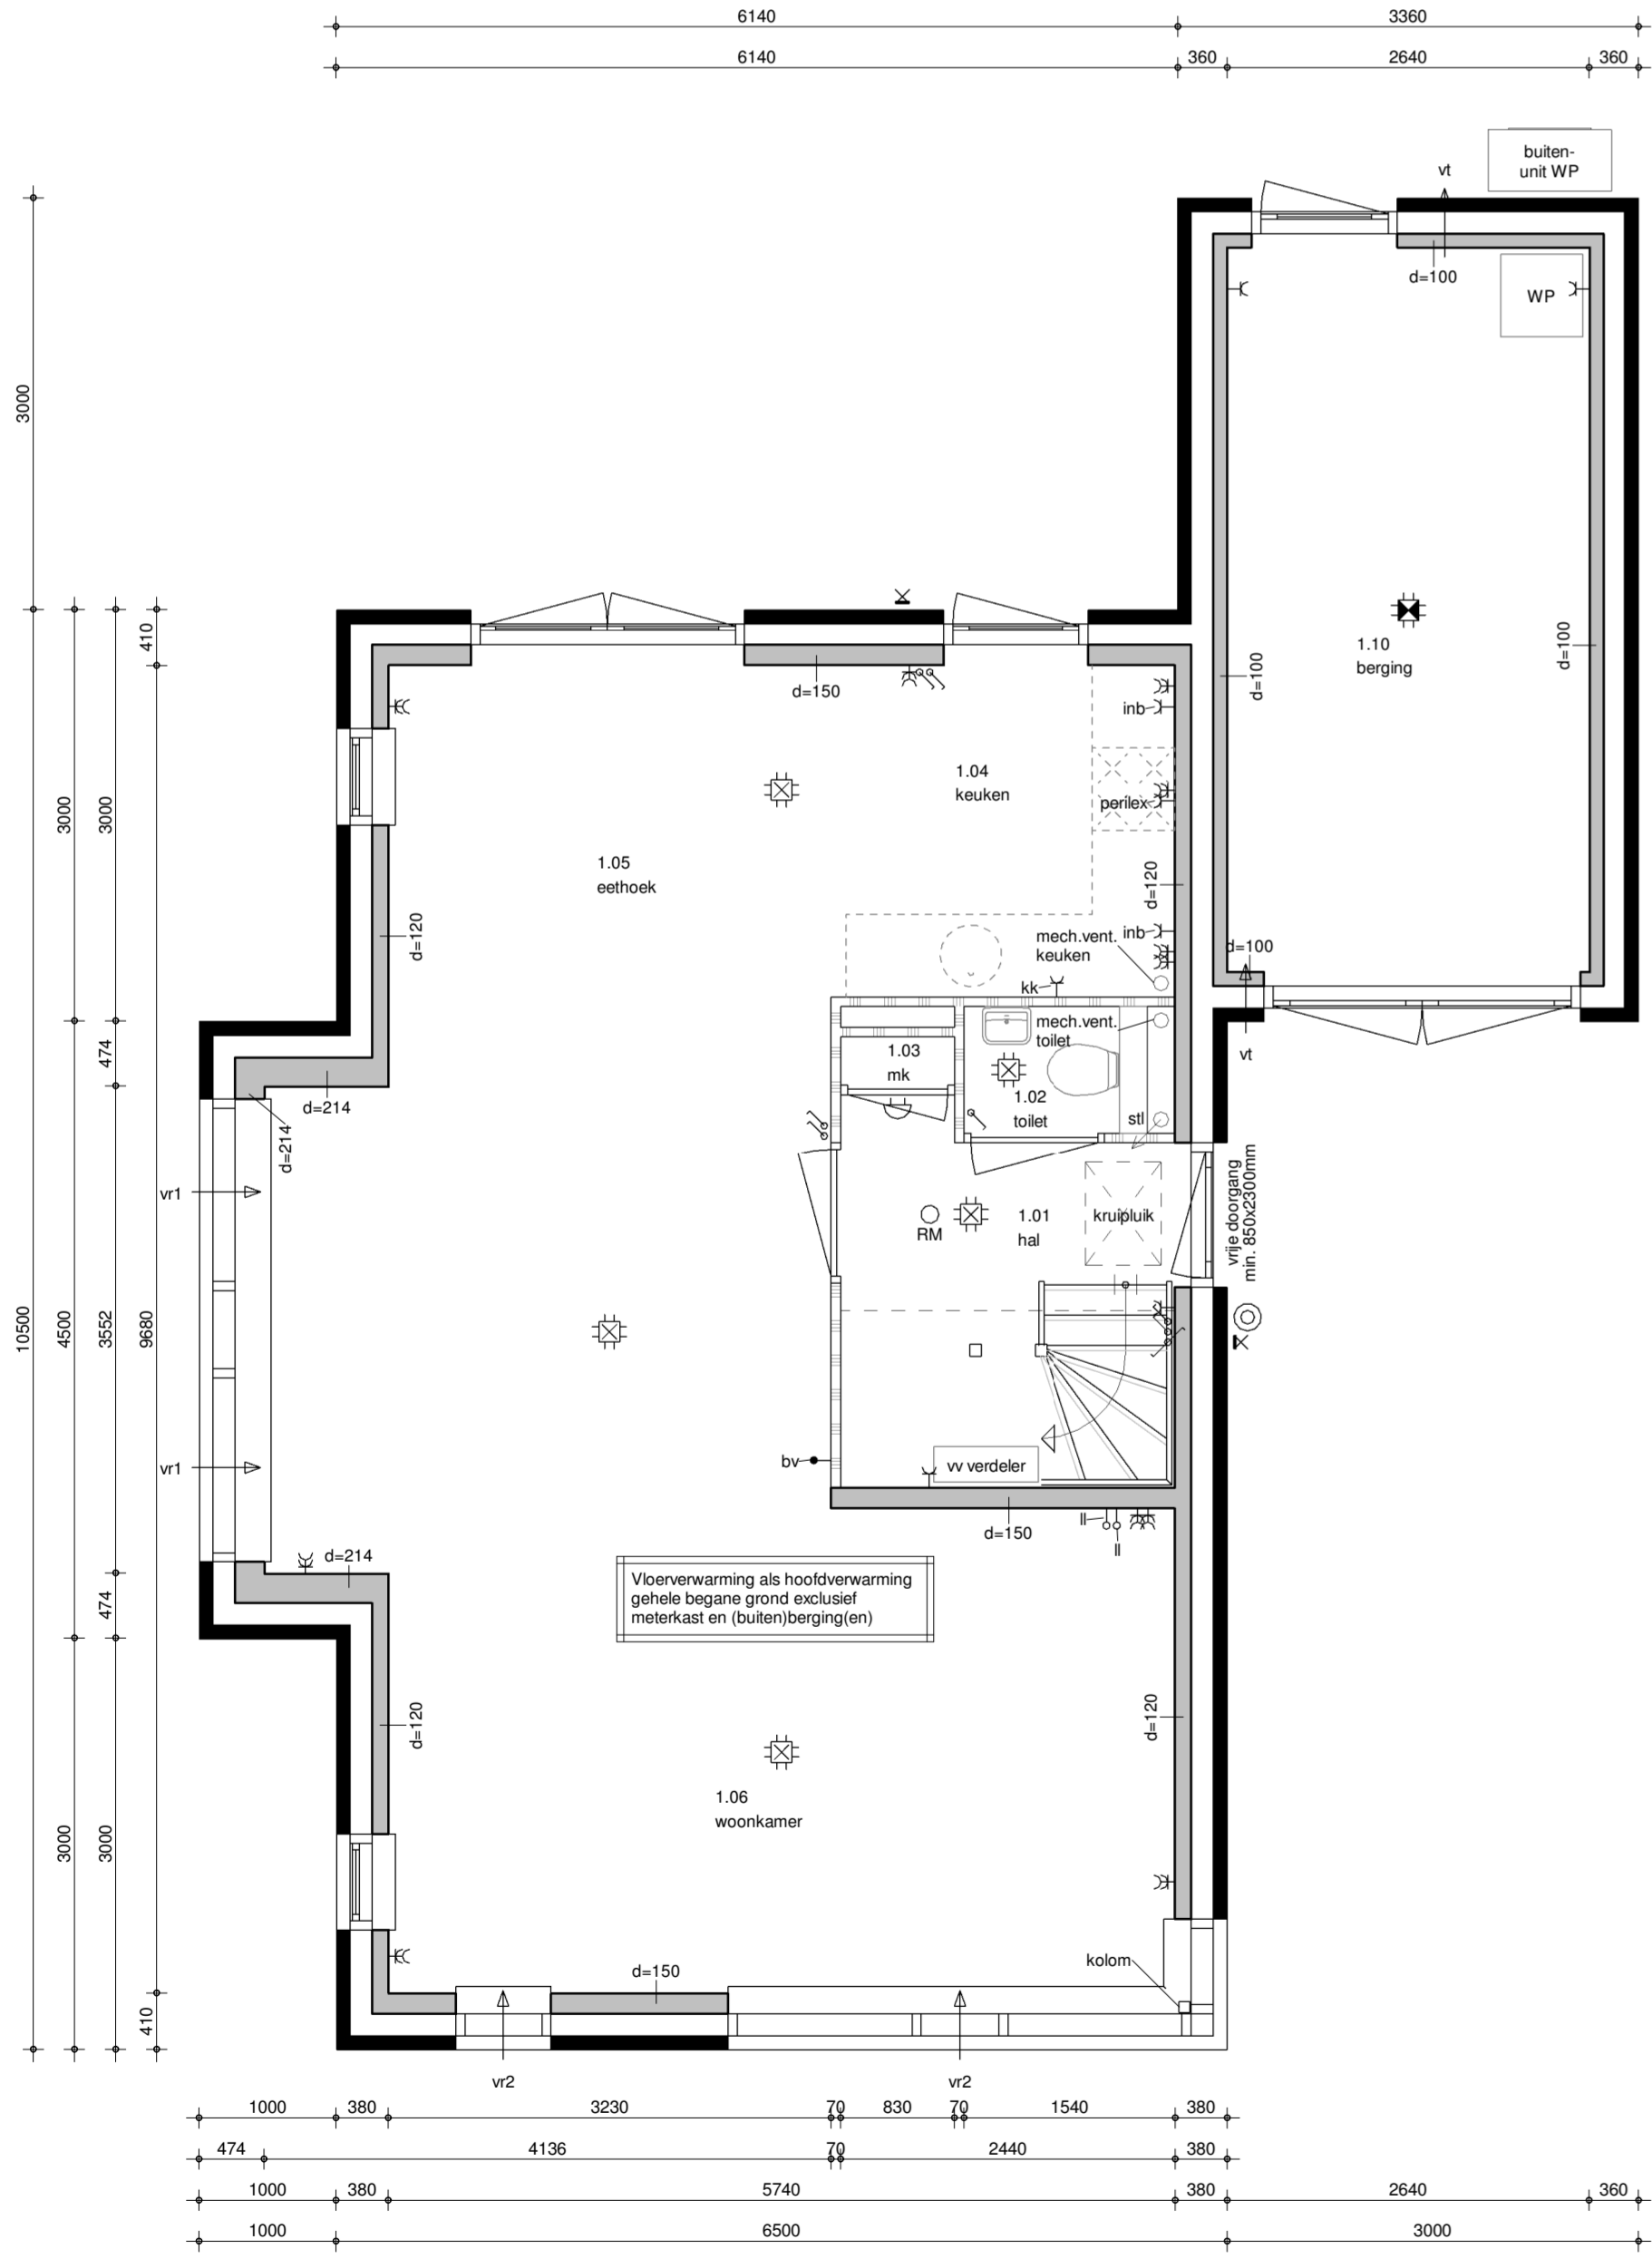 6140
3360
6140
360
2640
360
buiten-
unit WP
vt
d=100
WP
3000
410
d=150
inb
1.04
keuken
perilex
1.10
berging
d=100
d=100
3000
3000
1.05
eethoek
d=120
d=120
mech.vent.
keuken
inb
kk
d=100
474
mech.vent.
toilet
1.03
mk
1.02
toilet
stl
vt
d=214
d=214
vr1
RM
1.01
hal
kruipluik
vrije doorgang
min. 850x2300mm
10500
4500
3552
9680
bv
vv verdeler
vr1
d=150
II
II
d=214
Vloerverwarming als hoofdverwarming
gehele begane grond exclusief
meterkast en (buiten)berging(en)
474
d=120
d=120
1.06
woonkamer
3000
3000
kolom
d=150
410
vr2
vr2
1000
380
3230
70
830
70
1540
380
474
4136
70
2440
380
1000
380
5740
380
2640
360
1000
6500
3000